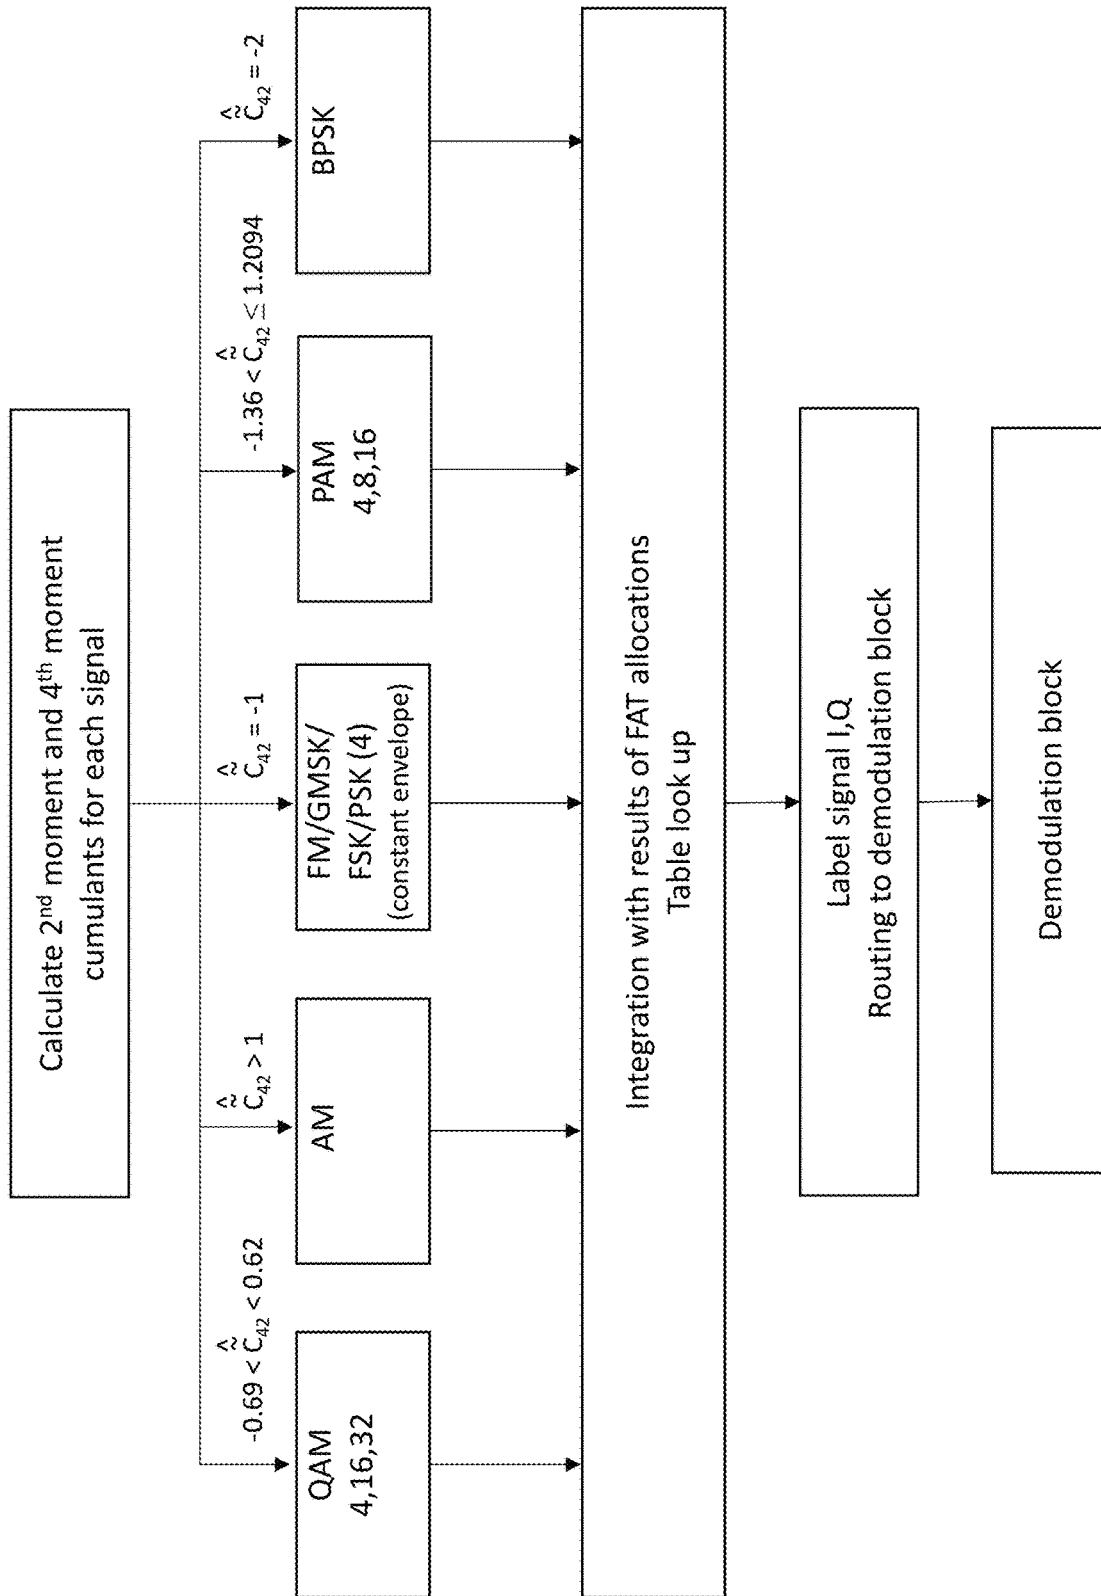 Calculate 2nd moment and 4th moment
cumulants for each signal
-0.69 < C̃̂42 < 0.62
C̃̂42 > 1
C̃̂42 = -1
-1.36 < C̃̂42 ≤ 1.2094
C̃̂42 = -2
QAM
4,16,32
AM
FM/GMSK/
FSK/PSK (4)
(constant envelope)
PAM
4,8,16
BPSK
Integration with results of FAT allocations
Table look up
Label signal I,Q
Routing to demodulation block
Demodulation block